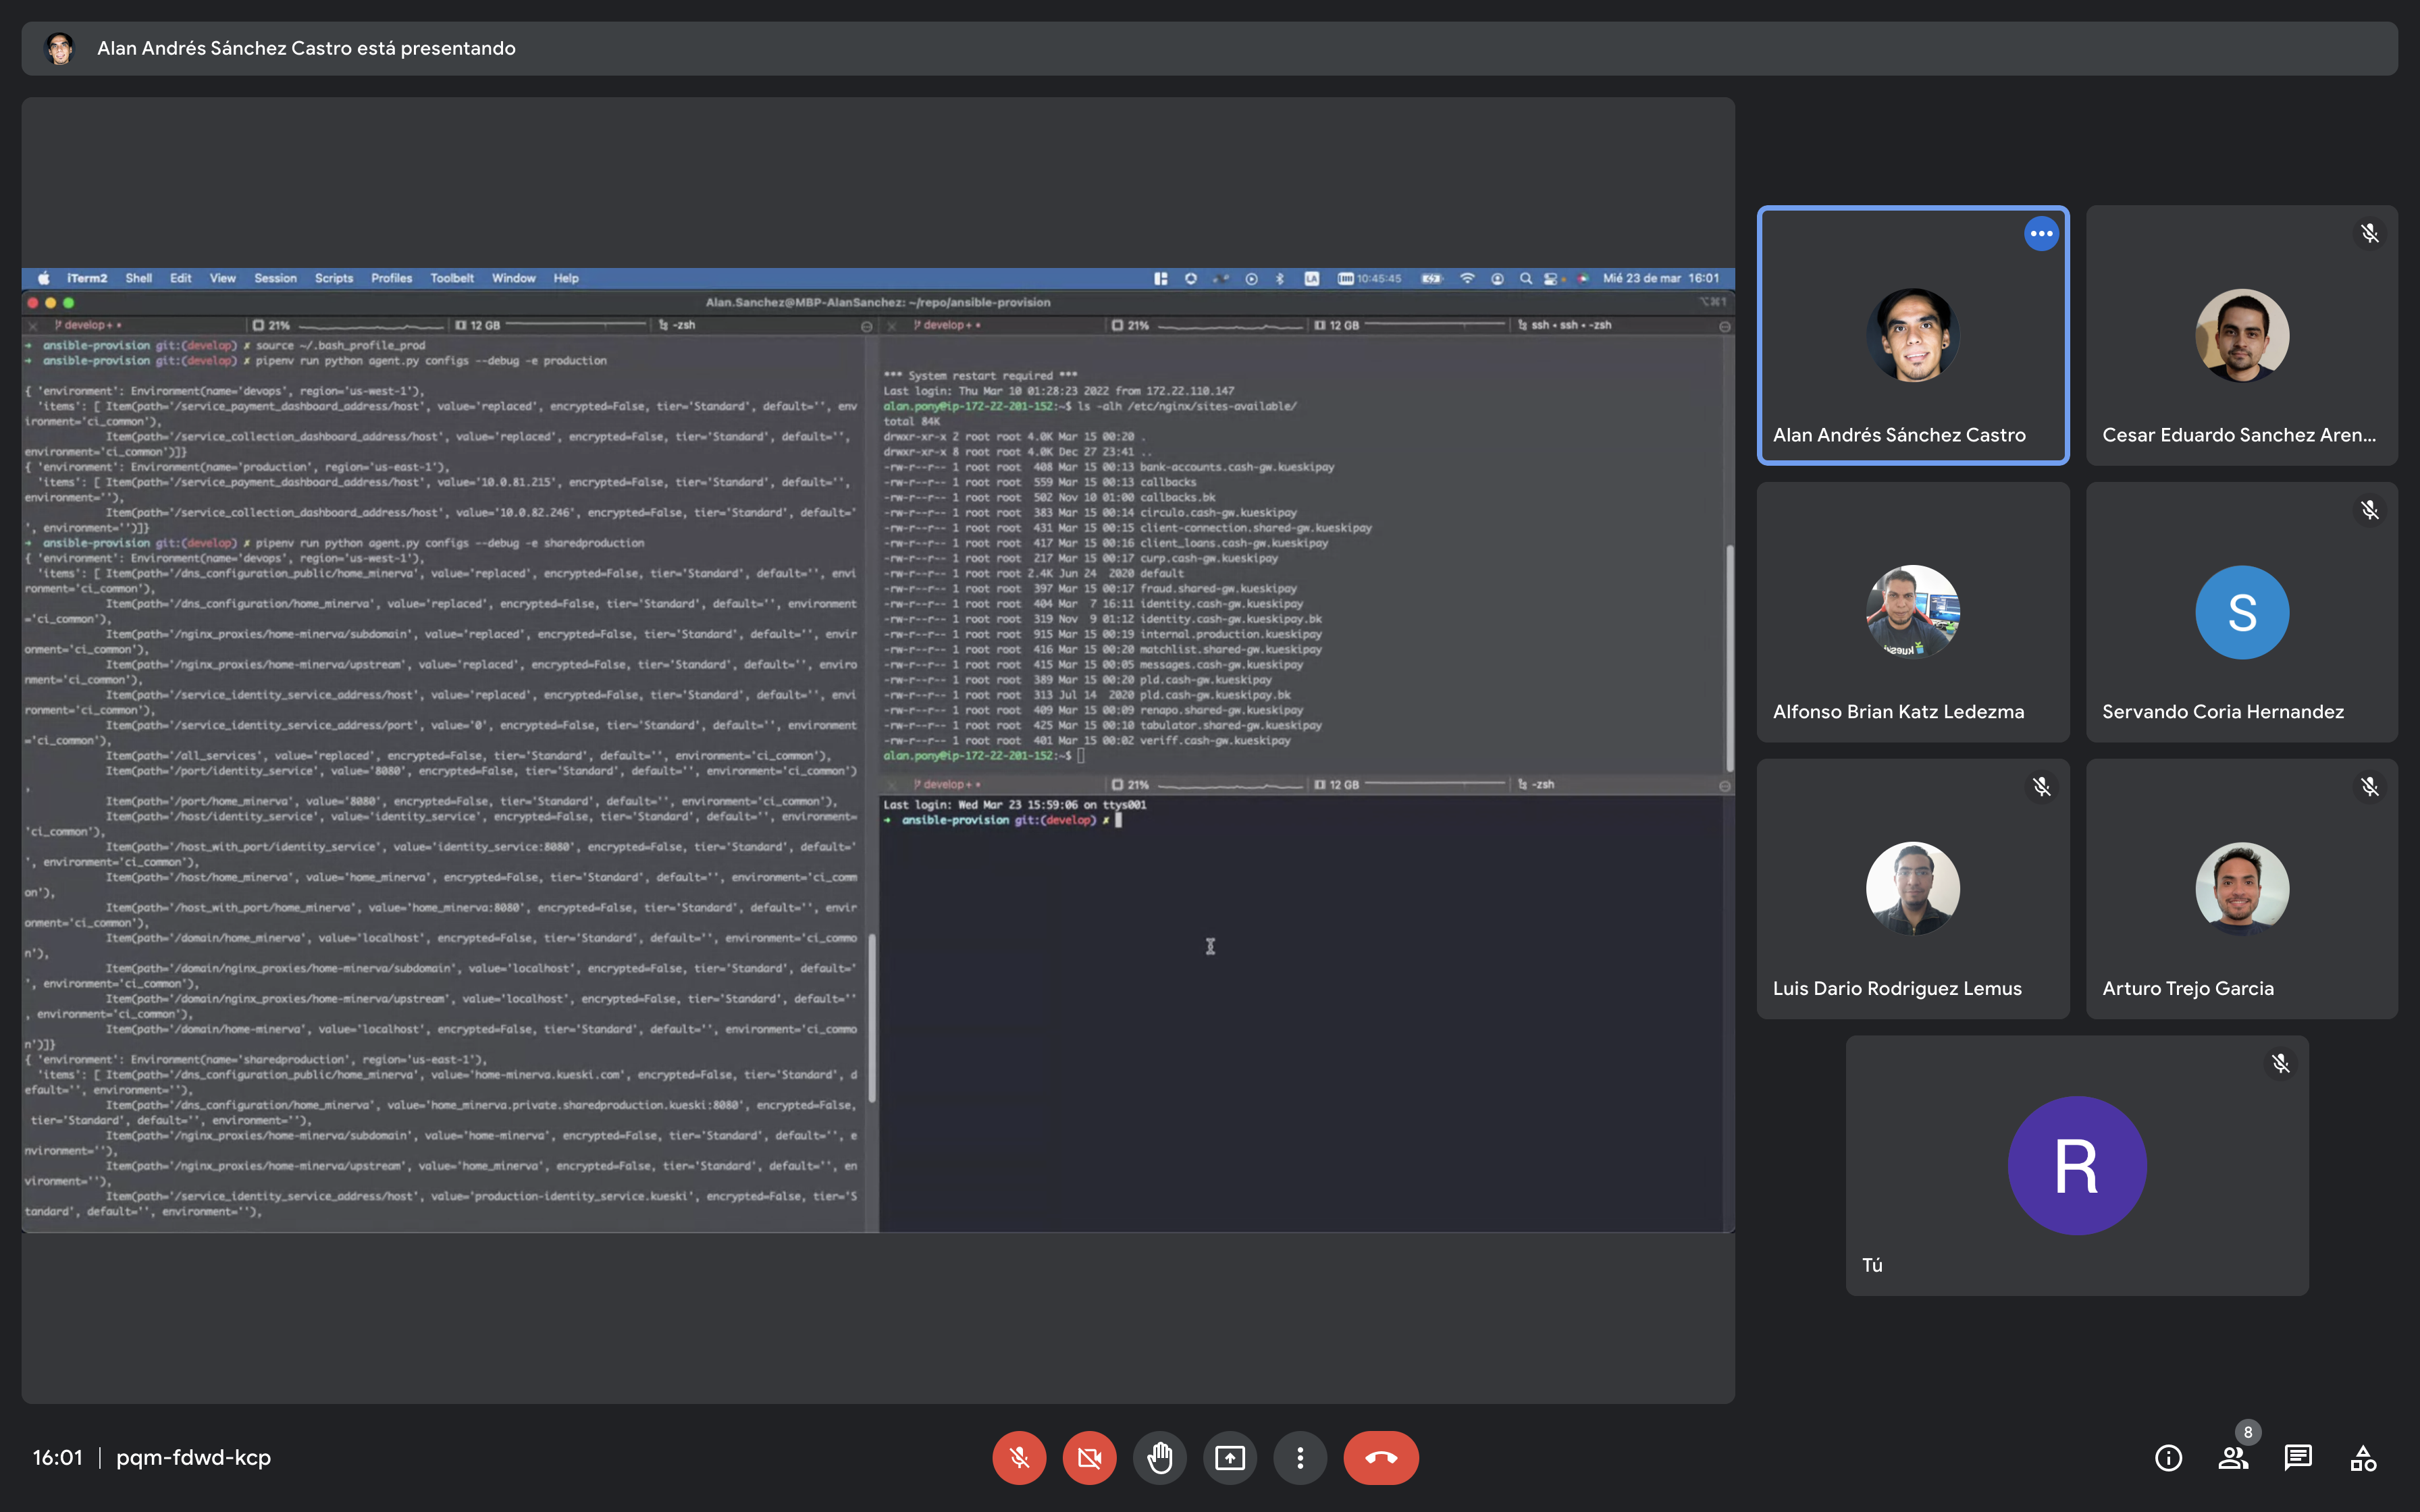 Alan Andrés Sánchez Castro está presentando
iTerm2 Shell Edit View Session Scripts Profiles Toolbelt Window Help
LA 10:45:45 Mié 23 de mar 16:01
Alan.Sanchez@MBP-AlanSanchez: ~/repo/ansible-provision
⌥⌘1
develop+ • 21% 12 GB -zsh
➜ ansible-provision git:(develop) ✗ source ~/.bash_profile_prod
➜ ansible-provision git:(develop) ✗ pipenv run python agent.py configs --debug -e production
{ 'environment': Environment(name='devops', region='us-west-1'),
'items': [ Item(path='/service_payment_dashboard_address/host', value='replaced', encrypted=False, tier='Standard', default='', env
ironment='ci_common'),
Item(path='/service_collection_dashboard_address/host', value='replaced', encrypted=False, tier='Standard', default='',
environment='ci_common')]}
{ 'environment': Environment(name='production', region='us-east-1'),
'items': [ Item(path='/service_payment_dashboard_address/host', value='10.0.81.215', encrypted=False, tier='Standard', default='',
environment=''),
Item(path='/service_collection_dashboard_address/host', value='10.0.82.246', encrypted=False, tier='Standard', default='
', environment='')]}
➜ ansible-provision git:(develop) ✗ pipenv run python agent.py configs --debug -e sharedproduction
{ 'environment': Environment(name='devops', region='us-west-1'),
'items': [ Item(path='/dns_configuration_public/home_minerva', value='replaced', encrypted=False, tier='Standard', default='', envi
ronment='ci_common'),
Item(path='/dns_configuration/home_minerva', value='replaced', encrypted=False, tier='Standard', default='', environment
='ci_common'),
Item(path='/nginx_proxies/home-minerva/subdomain', value='replaced', encrypted=False, tier='Standard', default='', envir
onment='ci_common'),
Item(path='/nginx_proxies/home-minerva/upstream', value='replaced', encrypted=False, tier='Standard', default='', enviro
nment='ci_common'),
Item(path='/service_identity_service_address/host', value='replaced', encrypted=False, tier='Standard', default='', envi
ronment='ci_common'),
Item(path='/service_identity_service_address/port', value='0', encrypted=False, tier='Standard', default='', environment
='ci_common'),
Item(path='/all_services', value='replaced', encrypted=False, tier='Standard', default='', environment='ci_common'),
Item(path='/port/identity_service', value='8080', encrypted=False, tier='Standard', default='', environment='ci_common')
,
Item(path='/port/home_minerva', value='8080', encrypted=False, tier='Standard', default='', environment='ci_common'),
Item(path='/host/identity_service', value='identity_service', encrypted=False, tier='Standard', default='', environment=
'ci_common'),
Item(path='/host_with_port/identity_service', value='identity_service:8080', encrypted=False, tier='Standard', default='
', environment='ci_common'),
Item(path='/host/home_minerva', value='home_minerva', encrypted=False, tier='Standard', default='', environment='ci_comm
on'),
Item(path='/host_with_port/home_minerva', value='home_minerva:8080', encrypted=False, tier='Standard', default='', envir
onment='ci_common'),
Item(path='/domain/home_minerva', value='localhost', encrypted=False, tier='Standard', default='', environment='ci_commo
n'),
Item(path='/domain/nginx_proxies/home-minerva/subdomain', value='localhost', encrypted=False, tier='Standard', default='
', environment='ci_common'),
Item(path='/domain/nginx_proxies/home-minerva/upstream', value='localhost', encrypted=False, tier='Standard', default=''
, environment='ci_common'),
Item(path='/domain/home-minerva', value='localhost', encrypted=False, tier='Standard', default='', environment='ci_commo
n')]}
{ 'environment': Environment(name='sharedproduction', region='us-east-1'),
'items': [ Item(path='/dns_configuration_public/home_minerva', value='home-minerva.kueski.com', encrypted=False, tier='Standard', d
efault='', environment=''),
Item(path='/dns_configuration/home_minerva', value='home_minerva.private.sharedproduction.kueski:8080', encrypted=False,
tier='Standard', default='', environment=''),
Item(path='/nginx_proxies/home-minerva/subdomain', value='home-minerva', encrypted=False, tier='Standard', default='', e
nvironment=''),
Item(path='/nginx_proxies/home-minerva/upstream', value='home_minerva', encrypted=False, tier='Standard', default='', en
vironment=''),
Item(path='/service_identity_service_address/host', value='production-identity_service.kueski', encrypted=False, tier='S
tandard', default='', environment=''),
develop+ • 21% 12 GB ssh • ssh • -zsh
*** System restart required ***
Last login: Thu Mar 10 01:28:23 2022 from 172.22.110.147
alan.pony@ip-172-22-201-152:~$ ls -alh /etc/nginx/sites-available/
total 84K
drwxr-xr-x 2 root root 4.0K Mar 15 00:20 .
drwxr-xr-x 8 root root 4.0K Dec 27 23:41 ..
-rw-r--r-- 1 root root 408 Mar 15 00:13 bank-accounts.cash-gw.kueskipay
-rw-r--r-- 1 root root 559 Mar 15 00:13 callbacks
-rw-r--r-- 1 root root 502 Nov 10 01:00 callbacks.bk
-rw-r--r-- 1 root root 383 Mar 15 00:14 circulo.cash-gw.kueskipay
-rw-r--r-- 1 root root 431 Mar 15 00:15 client-connection.shared-gw.kueskipay
-rw-r--r-- 1 root root 417 Mar 15 00:16 client_loans.cash-gw.kueskipay
-rw-r--r-- 1 root root 217 Mar 15 00:17 curp.cash-gw.kueskipay
-rw-r--r-- 1 root root 2.4K Jun 24 2020 default
-rw-r--r-- 1 root root 397 Mar 15 00:17 fraud.shared-gw.kueskipay
-rw-r--r-- 1 root root 404 Mar 7 16:11 identity.cash-gw.kueskipay
-rw-r--r-- 1 root root 319 Nov 9 01:12 identity.cash-gw.kueskipay.bk
-rw-r--r-- 1 root root 915 Mar 15 00:19 internal.production.kueskipay
-rw-r--r-- 1 root root 416 Mar 15 00:20 matchlist.shared-gw.kueskipay
-rw-r--r-- 1 root root 415 Mar 15 00:05 messages.cash-gw.kueskipay
-rw-r--r-- 1 root root 389 Mar 15 00:20 pld.cash-gw.kueskipay
-rw-r--r-- 1 root root 313 Jul 14 2020 pld.cash-gw.kueskipay.bk
-rw-r--r-- 1 root root 409 Mar 15 00:09 renapo.shared-gw.kueskipay
-rw-r--r-- 1 root root 425 Mar 15 00:10 tabulator.shared-gw.kueskipay
-rw-r--r-- 1 root root 401 Mar 15 00:02 veriff.cash-gw.kueskipay
alan.pony@ip-172-22-201-152:~$
develop+ • 21% 12 GB -zsh
Last login: Wed Mar 23 15:59:06 on ttys001
➜ ansible-provision git:(develop) ✗
Alan Andrés Sánchez Castro
Cesar Eduardo Sanchez Aren...
Alfonso Brian Katz Ledezma
S
Servando Coria Hernandez
Luis Dario Rodriguez Lemus
Arturo Trejo Garcia
R
Tú
16:01 | pqm-fdwd-kcp
8